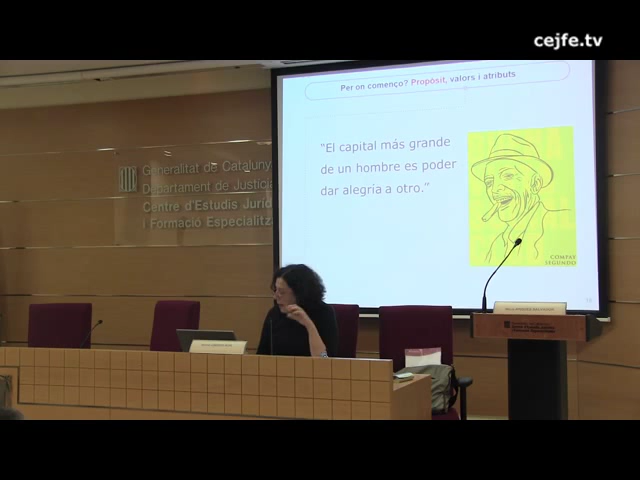 cejfe.tv
Per on començo? Propòsit, valors i atributs
"El capital más grande
de un hombre es poder
dar alegría a otro."
COMPAY
SEGUNDO
Generalitat de Catalunya
Departament de Justícia
Centre d'Estudis Jurídi
i Formació Especialitz